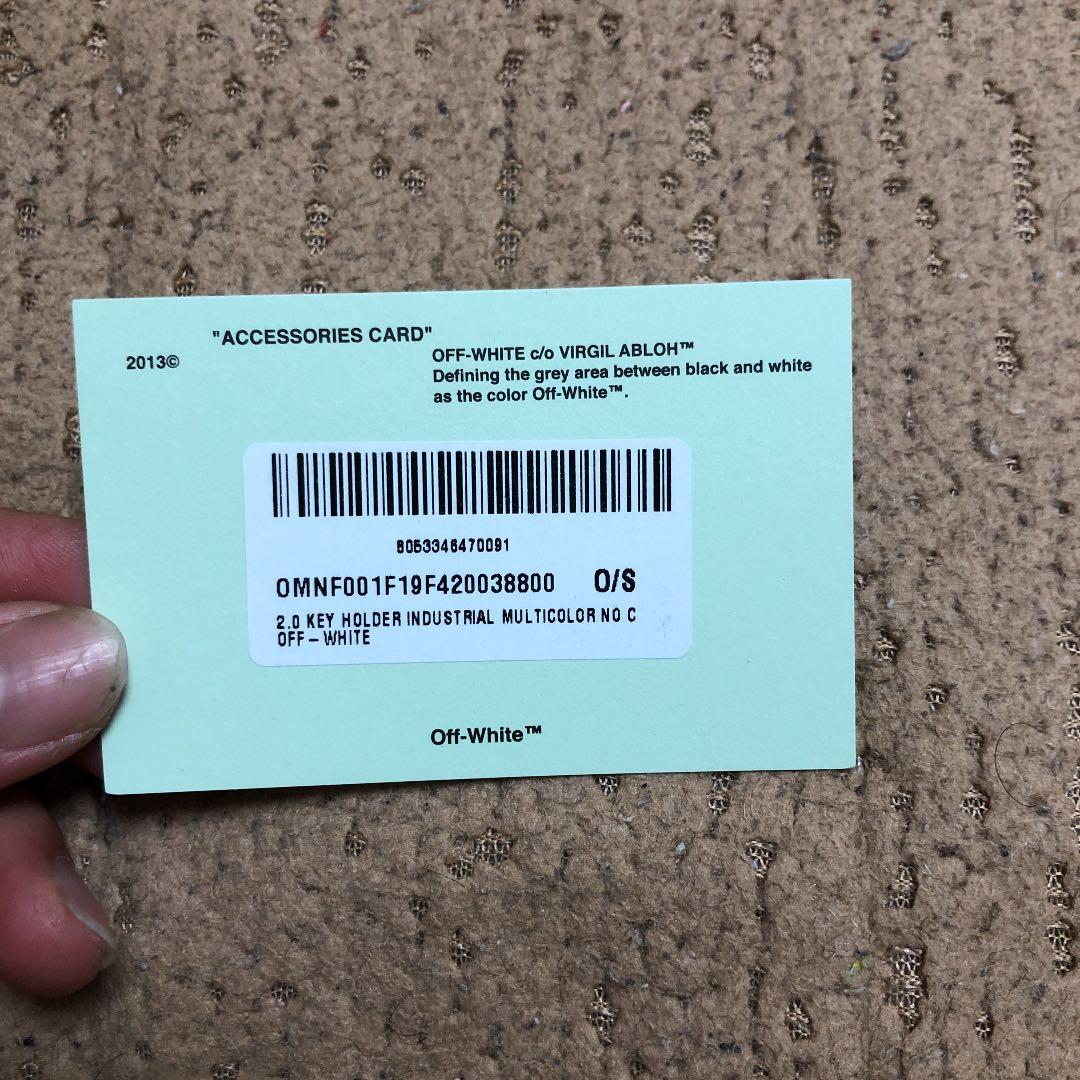 "ACCESSORIES CARD"
2013©
OFF-WHITE c/o VIRGIL ABLOH™
Defining the grey area between black and white
as the color Off-White™.
8053346470091
OMNF001F19F420038800 O/S
2.0 KEY HOLDER INDUSTRIAL MULTICOLOR NO C
OFF-WHITE
Off-White™